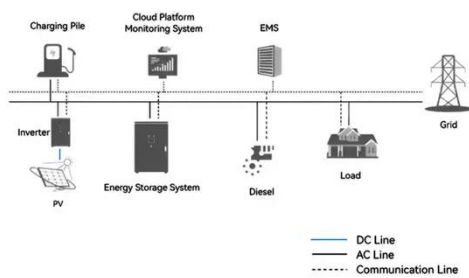 Charging Pile
Cloud Platform
Monitoring System
EMS
Grid
Inverter
PV
Energy Storage System
Diesel
Load
DC Line
AC Line
Communication Line